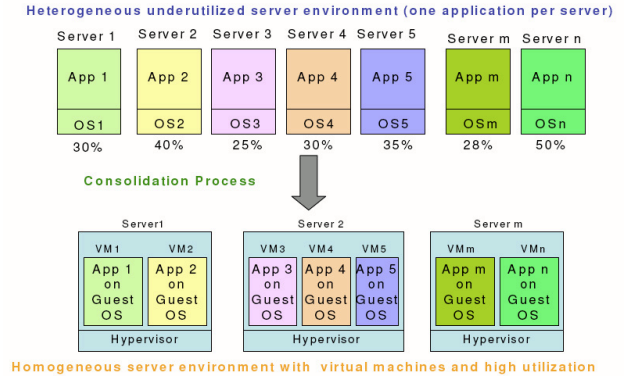 Heterogeneous underutilized server environment (one application per server)
Server 1 Server 2 Server 3 Server 4 Server 5 Server m Server n
App 1 App 2 App 3 App 4 App 5 App m App n
OS1 OS2 OS3 OS4 OS5 OSm OSn
30% 40% 25% 30% 35% 28% 50%
Consolidation Process
Server1 Server 2 Server m
VM1 VM2 VM3 VM4 VM5 VMm VMn
App 1 App 2 App 3 App 4 App 5 App m App n
on on on on on on on
Guest Guest Guest Guest Guest Guest Guest
OS OS OS OS OS OS OS
Hypervisor Hypervisor Hypervisor
Homogeneous server environment with virtual machines and high utilization